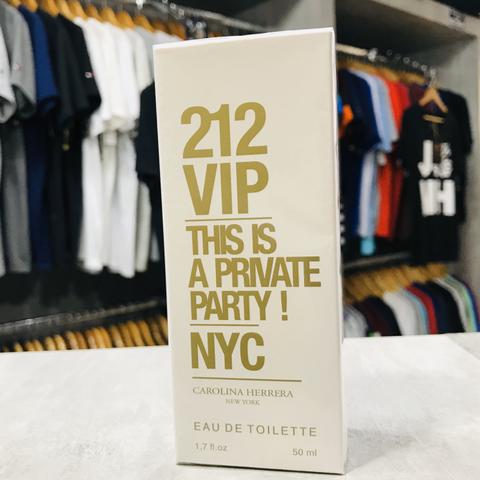 212
VIP
THIS IS
A PRIVATE
PARTY !
NYC
CAROLINA HERRERA
NEW YORK
EAU DE TOILETTE
1,7 fl.oz 50 ml